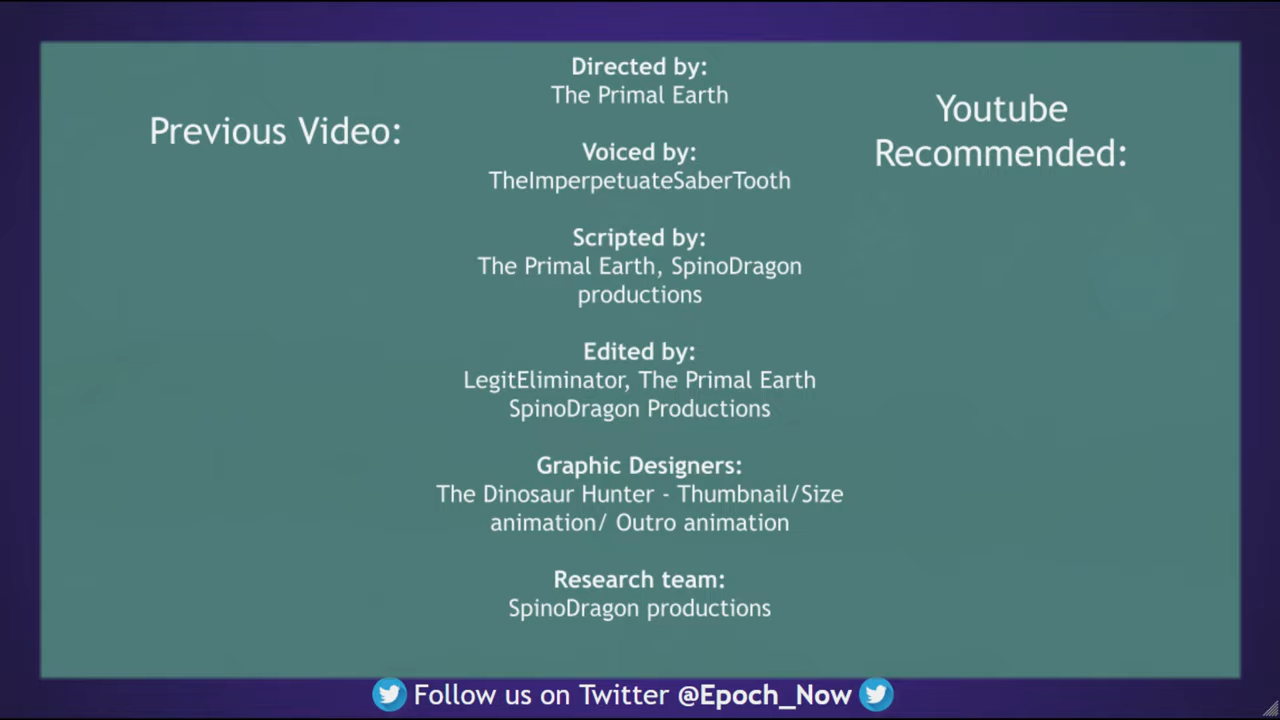 Previous Video:
Directed by:
The Primal Earth
Voiced by:
TheImperpetuateSaberTooth
Scripted by:
The Primal Earth, SpinoDragon
productions
Edited by:
LegitEliminator, The Primal Earth
SpinoDragon Productions
Graphic Designers:
The Dinosaur Hunter - Thumbnail/Size
animation/ Outro animation
Research team:
SpinoDragon productions
Youtube
Recommended:
Follow us on Twitter @Epoch_Now